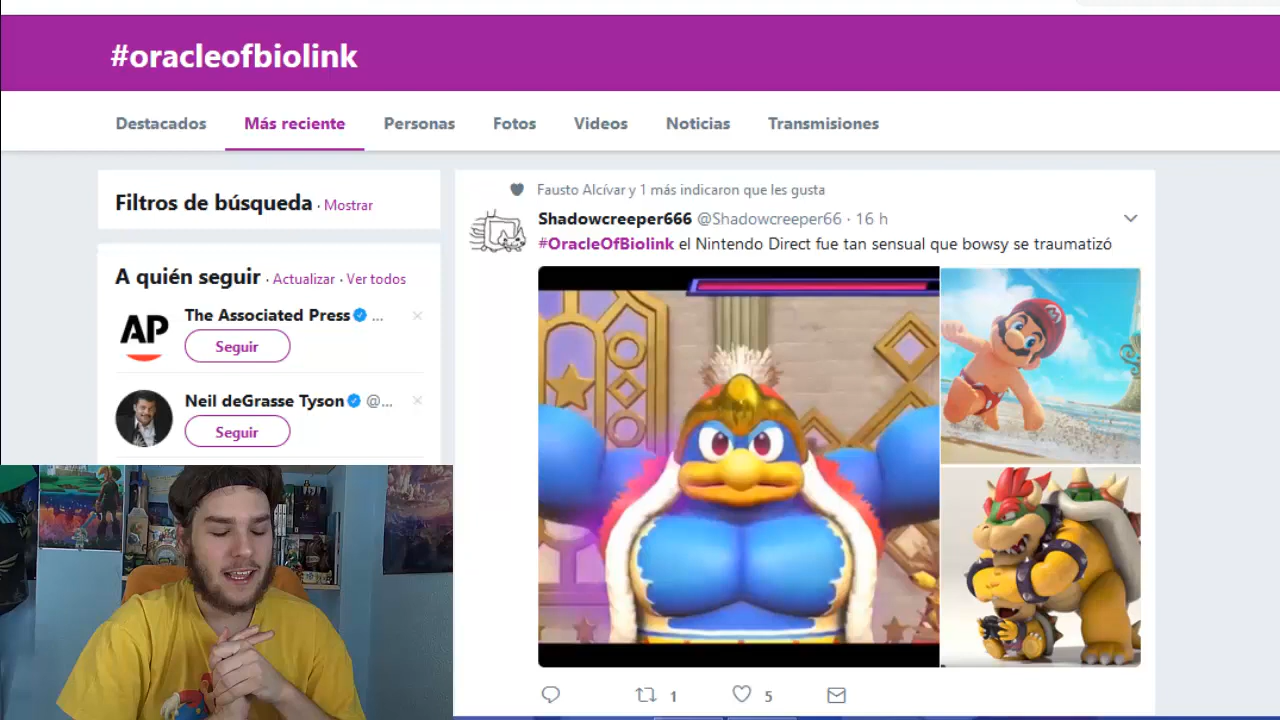 #oracleofbiolink
Destacados Más reciente Personas Fotos Videos Noticias Transmisiones
Filtros de búsqueda · Mostrar
A quién seguir · Actualizar · Ver todos
AP
The Associated Press ...
Seguir
Neil deGrasse Tyson @...
Seguir
Fausto Alcívar y 1 más indicaron que les gusta
Shadowcreeper666 @Shadowcreeper66 · 16 h
#OracleOfBiolink el Nintendo Direct fue tan sensual que bowsy se traumatizó
1 5